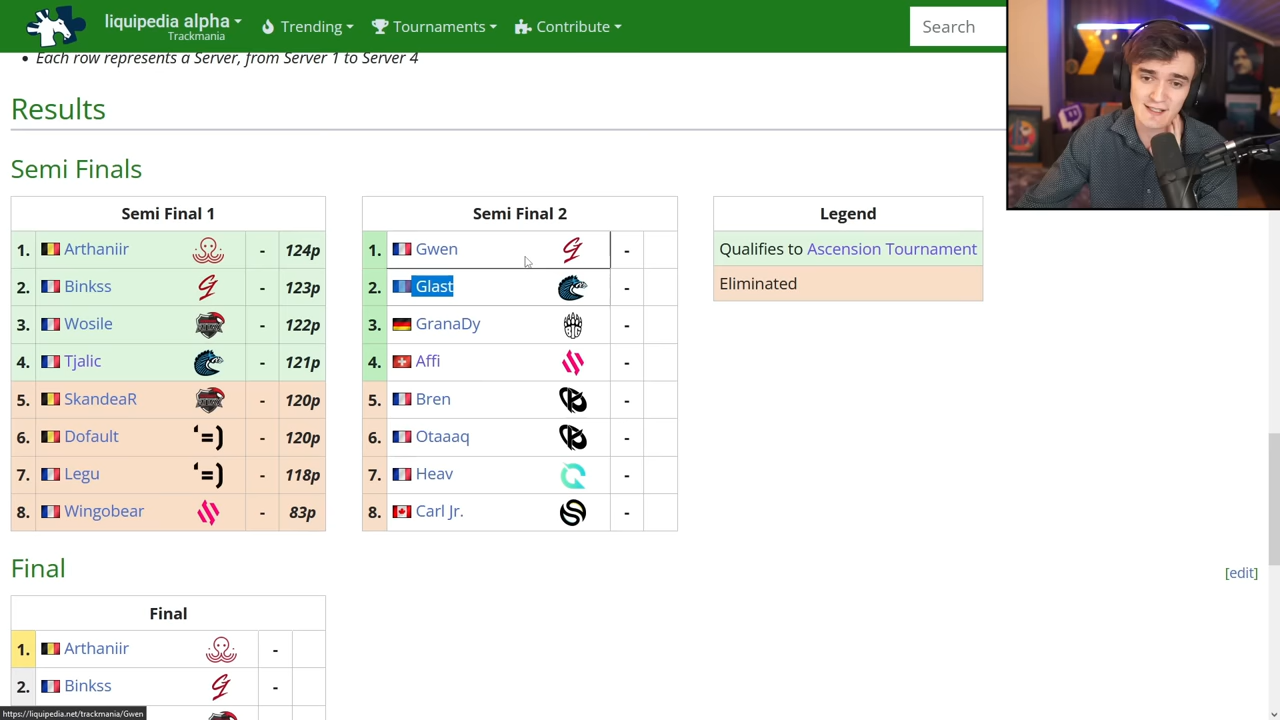 liquipedia alpha
Trackmania
Trending
Tournaments
Contribute
Search
Each row represents a Server, from Server 1 to Server 4
Results
Semi Finals
Semi Final 1
1. Arthaniir - 124p
2. Binkss - 123p
3. Wosile - 122p
4. Tjalic - 121p
5. SkandeaR - 120p
6. Dofault - 120p
7. Legu - 118p
8. Wingobear - 83p
Semi Final 2
1. Gwen -
2. Glast -
3. GranaDy -
4. Affi -
5. Bren -
6. Otaaaq -
7. Heav -
8. Carl Jr. -
Legend
Qualifies to Ascension Tournament
Eliminated
Final
[edit]
Final
1. Arthaniir -
2. Binkss -
https://liquipedia.net/trackmania/Gwen